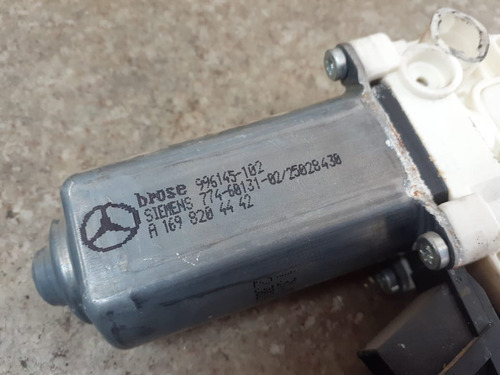 brose 996145-102
SIEMENS 774-60131-02/25028430
A 169 820 44 42